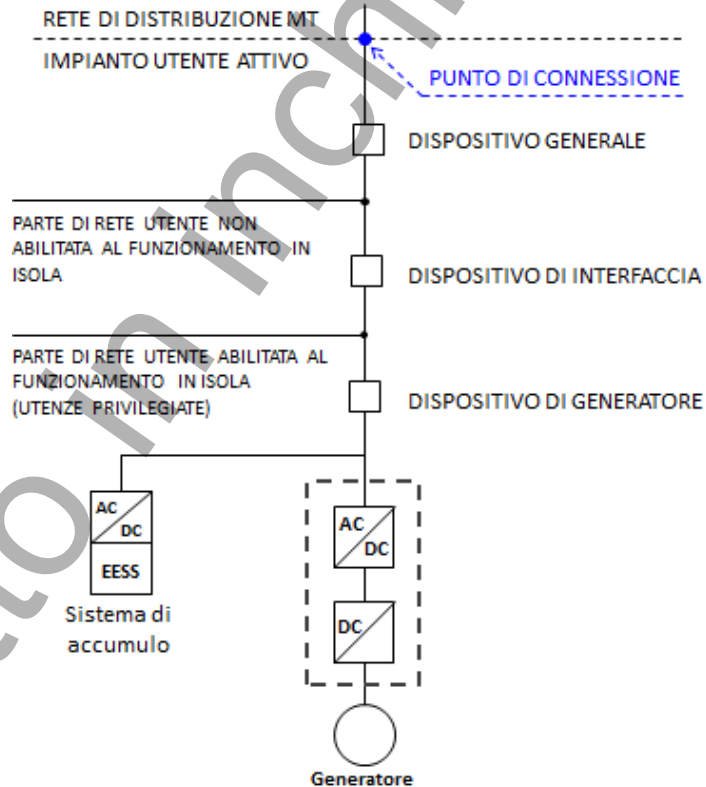 RETE DI DISTRIBUZIONE MT
IMPIANTO UTENTE ATTIVO
PUNTO DI CONNESSIONE
DISPOSITIVO GENERALE
PARTE DI RETE UTENTE NON
ABILITATA AL FUNZIONAMENTO IN
ISOLA
DISPOSITIVO DI INTERFACCIA
PARTE DI RETE UTENTE ABILITATA AL
FUNZIONAMENTO IN ISOLA
(UTENZE PRIVILEGIATE)
DISPOSITIVO DI GENERATORE
AC
DC
EESS
Sistema di
accumulo
AC
DC
DC
Generatore